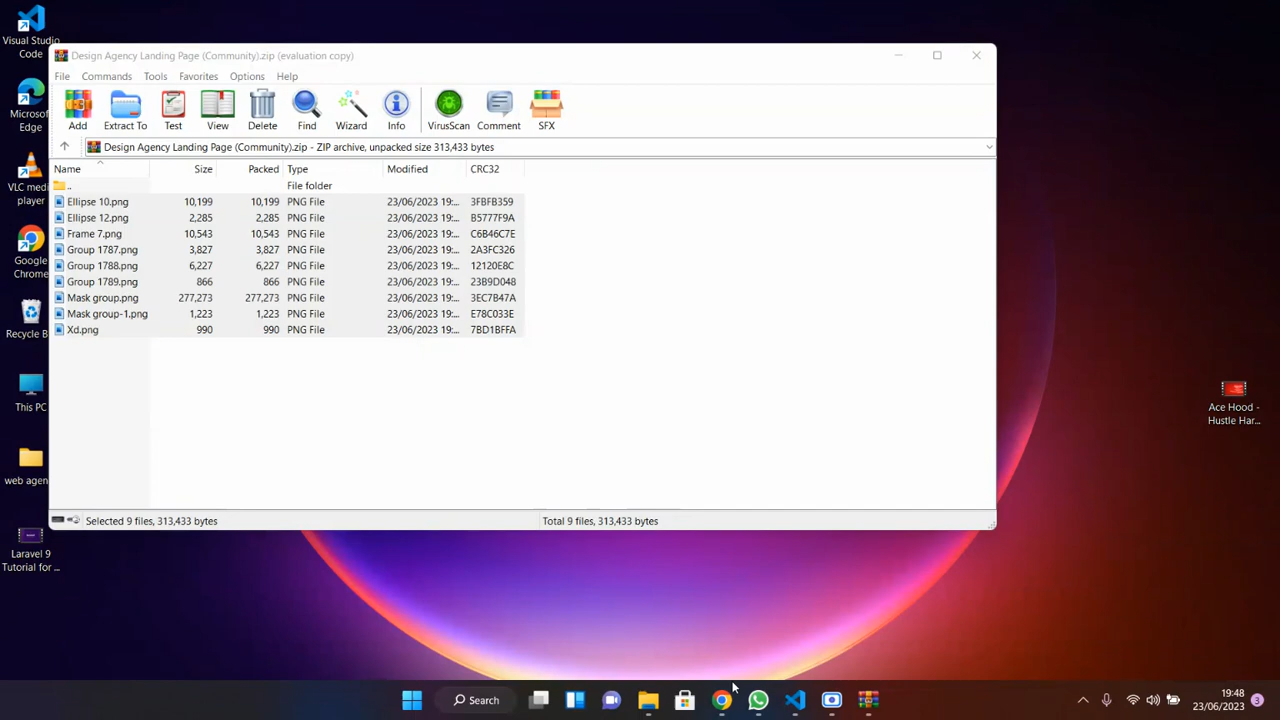 Visual Studio
Code
Microsof
Edge
VLC medi
player
Google
Chrome
Recycle B
This PC
web agen
Laravel 9
Tutorial for ...
Design Agency Landing Page (Community).zip (evaluation copy)
File Commands Tools Favorites Options Help
Add Extract To Test View Delete Find Wizard Info VirusScan Comment SFX
Design Agency Landing Page (Community).zip - ZIP archive, unpacked size 313,433 bytes
Name Size Packed Type Modified CRC32
.. File folder
Ellipse 10.png 10,199 10,199 PNG File 23/06/2023 19:... 3FBFB359
Ellipse 12.png 2,285 2,285 PNG File 23/06/2023 19:... B5777F9A
Frame 7.png 10,543 10,543 PNG File 23/06/2023 19:... C6B46C7E
Group 1787.png 3,827 3,827 PNG File 23/06/2023 19:... 2A3FC326
Group 1788.png 6,227 6,227 PNG File 23/06/2023 19:... 12120E8C
Group 1789.png 866 866 PNG File 23/06/2023 19:... 23B9D048
Mask group.png 277,273 277,273 PNG File 23/06/2023 19:... 3EC7B47A
Mask group-1.png 1,223 1,223 PNG File 23/06/2023 19:... E78C033E
Xd.png 990 990 PNG File 23/06/2023 19:... 7BD1BFFA
Selected 9 files, 313,433 bytes Total 9 files, 313,433 bytes
Ace Hood -
Hustle Har...
Search
19:48
23/06/2023
3